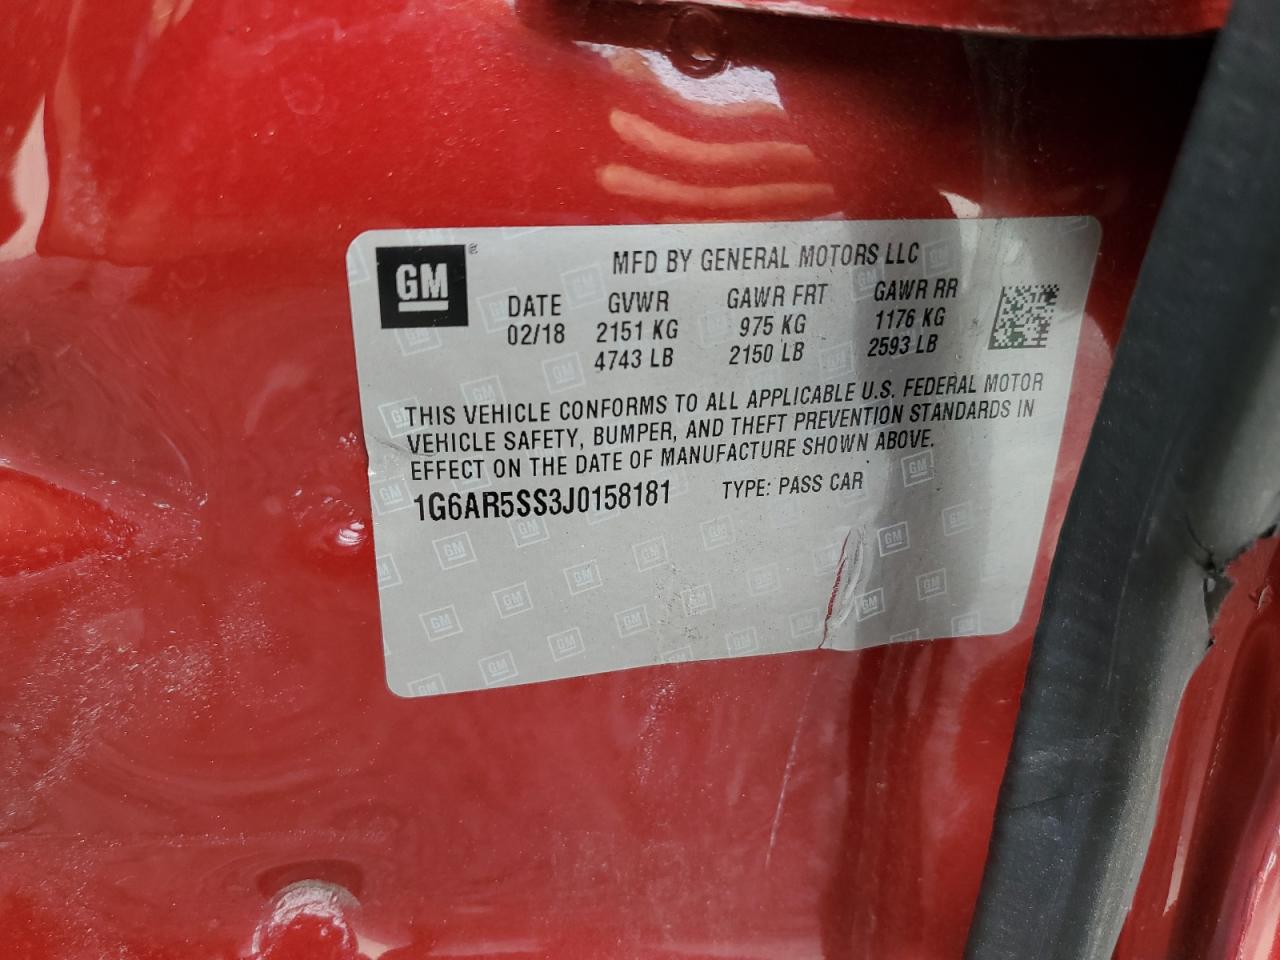 GM
MFD BY GENERAL MOTORS LLC
DATE GVWR GAWR FRT GAWR RR
02/18 2151 KG 975 KG 1176 KG
4743 LB 2150 LB 2593 LB
THIS VEHICLE CONFORMS TO ALL APPLICABLE U.S. FEDERAL MOTOR
VEHICLE SAFETY, BUMPER, AND THEFT PREVENTION STANDARDS IN
EFFECT ON THE DATE OF MANUFACTURE SHOWN ABOVE.
1G6AR5SS3J0158181 TYPE: PASS CAR